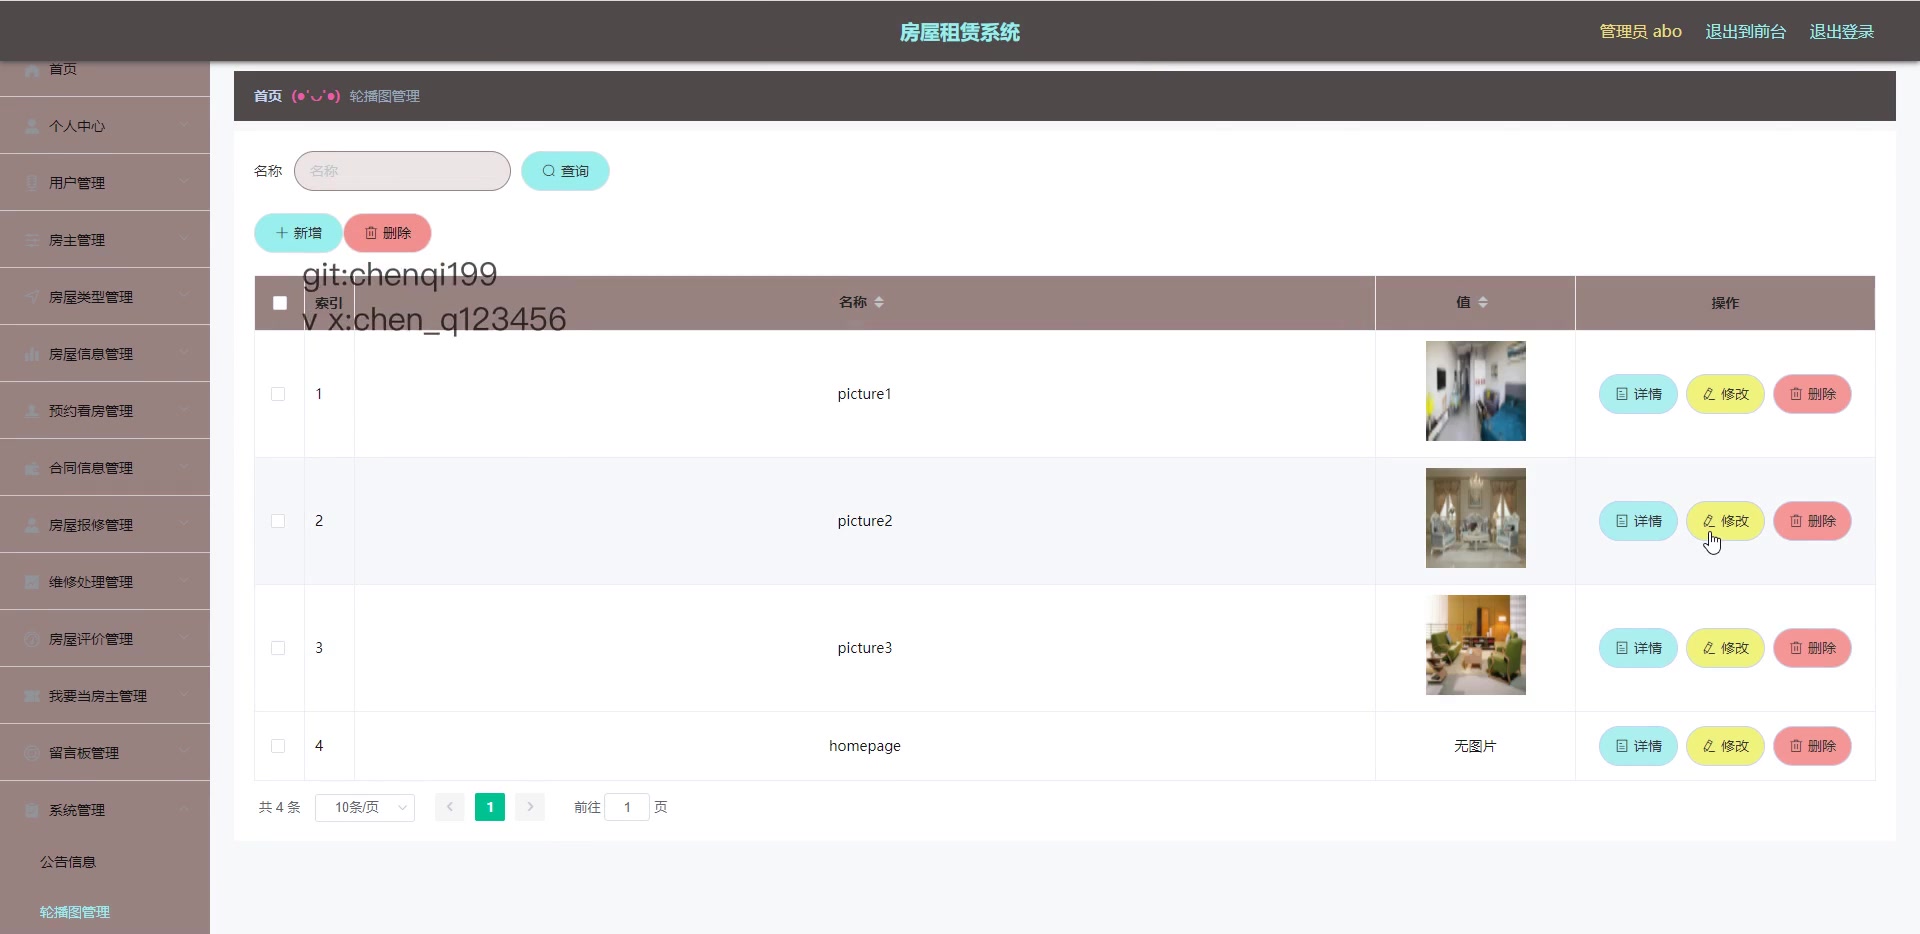 房屋租赁系统
管理员 abo 退出到前台 退出登录
首页
个人中心
用户管理
房主管理
房屋类型管理
房屋信息管理
预约看房管理
合同信息管理
房屋报修管理
维修处理管理
房屋评价管理
我要当房主管理
留言板管理
系统管理
公告信息
轮播图管理
首页 (●'◡'●) 轮播图管理
名称 名称 查询
新增 删除
git:chenqi199
v x:chen_q123456
索引 名称 值 操作
1 picture1 详情 修改 删除
2 picture2 详情 修改 删除
3 picture3 详情 修改 删除
4 homepage 无图片 详情 修改 删除
共 4 条 10条/页 1 前往 1 页